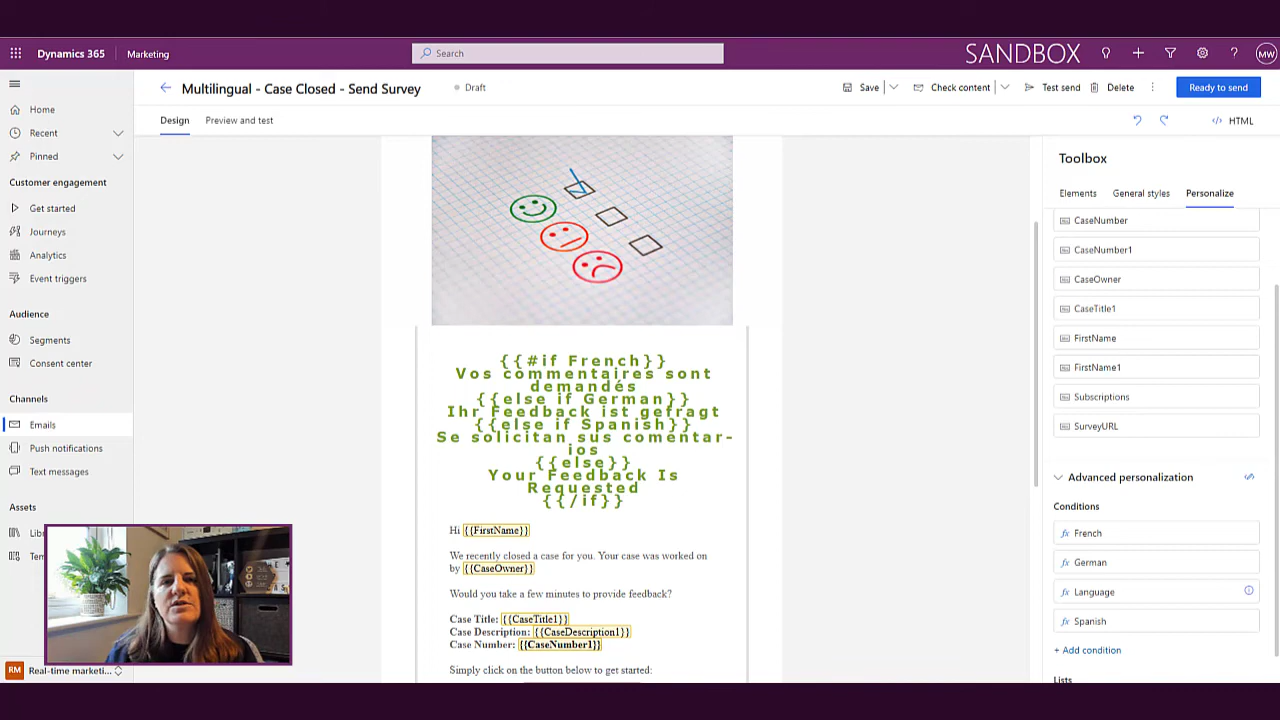 Dynamics 365
Marketing
Search
SANDBOX
MW
Multilingual - Case Closed - Send Survey
Draft
Save
Check content
Test send
Delete
Ready to send
Design
Preview and test
</> HTML
Home
Recent
Pinned
Customer engagement
Get started
Journeys
Analytics
Event triggers
Audience
Segments
Consent center
Channels
Emails
Push notifications
Text messages
Assets
RM
Real-time marketi...
{{#if French}}
Vos commentaires sont
demandés
{{else if German}}
Ihr Feedback ist gefragt
{{else if Spanish}}
Se solicitan sus comentar-
ios
{{else}}
Your Feedback Is
Requested
{{/if}}
Hi {{FirstName}}
We recently closed a case for you. Your case was worked on
by {{CaseOwner}}
Would you take a few minutes to provide feedback?
Case Title: {{CaseTitle1}}
Case Description: {{CaseDescription1}}
Case Number: {{CaseNumber1}}
Simply click on the button below to get started:
Toolbox
Elements
General styles
Personalize
CaseNumber
CaseNumber1
CaseOwner
CaseTitle1
FirstName
FirstName1
Subscriptions
SurveyURL
Advanced personalization
Conditions
fx French
fx German
fx Language
fx Spanish
+ Add condition
Lists